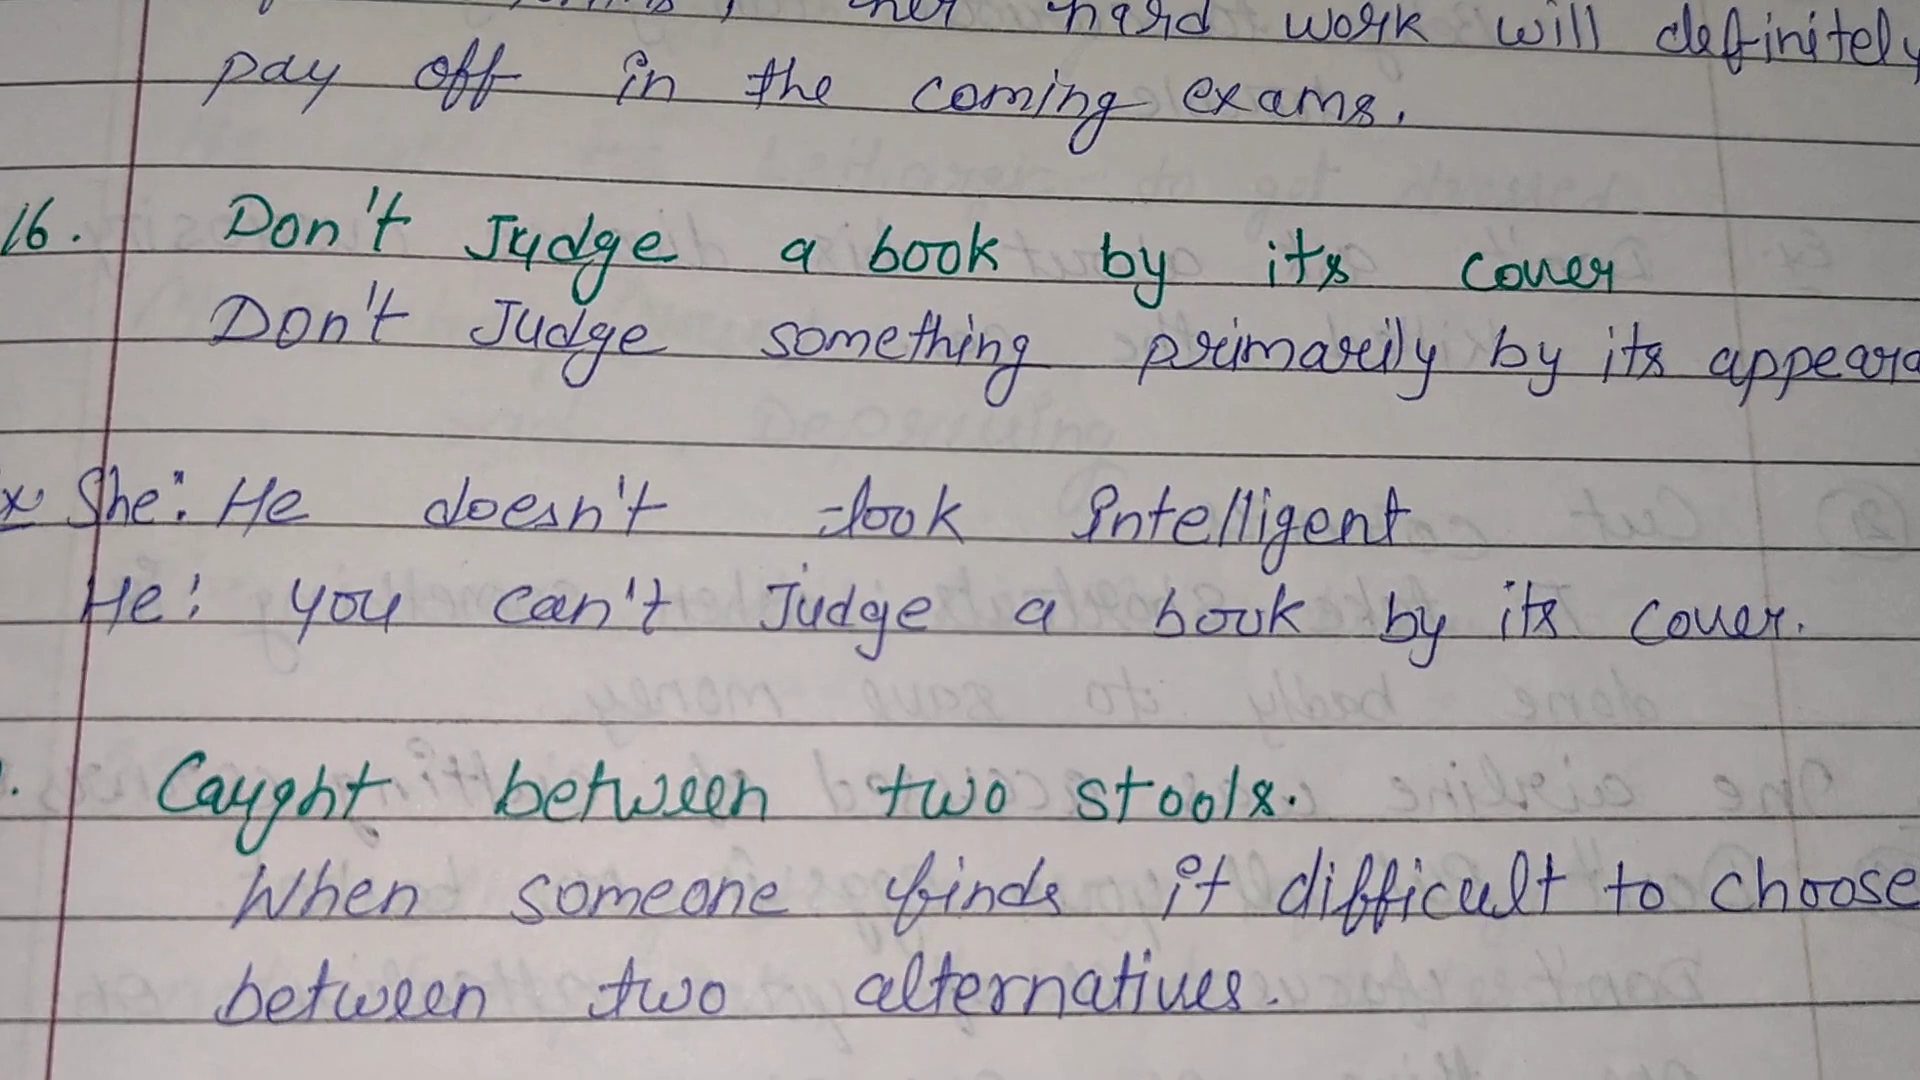 hard work will definitely
pay off in the coming exams.
16. Don't Judge a book by its cover
Don't Judge something primarily by its
She: He doesn't look Intelligent
He: you can't Judge a book by its cover.
Caught between two stools.
When someone finds it difficult to choose
between two alternatives.